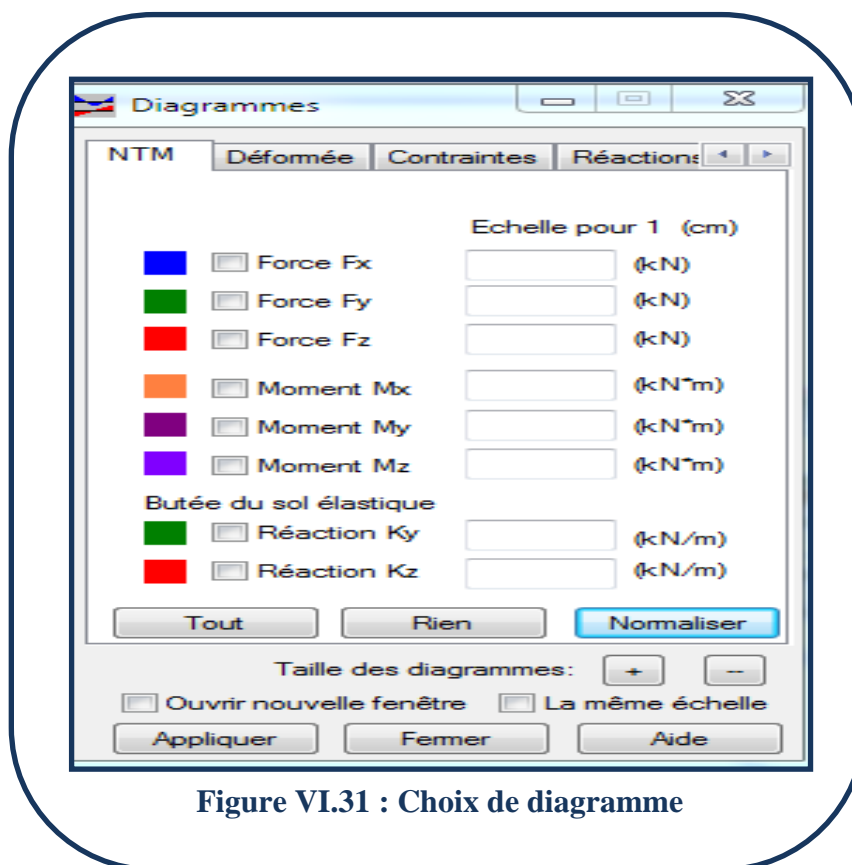 Diagrammes
NTM Déformée Contraintes Réactions
Echelle pour 1 (cm)
Force Fx (kN)
Force Fy (kN)
Force Fz (kN)
Moment Mx (kN*m)
Moment My (kN*m)
Moment Mz (kN*m)
Butée du sol élastique
Réaction Ky (kN/m)
Réaction Kz (kN/m)
Tout Rien Normaliser
Taille des diagrammes: + --
Ouvrir nouvelle fenêtre La même échelle
Appliquer Fermer Aide
Figure VI.31 : Choix de diagramme